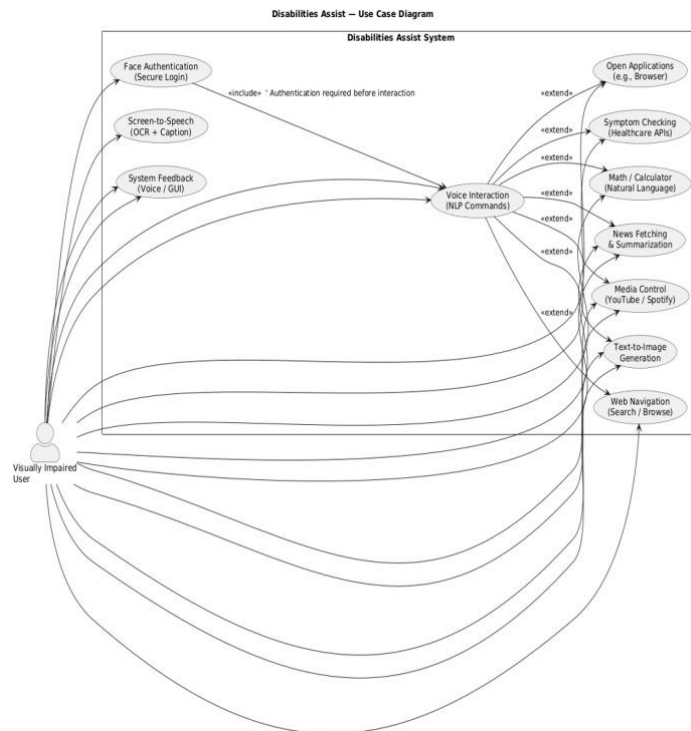 Disabilities Assist — Use Case Diagram
Disabilities Assist System
Face Authentication
(Secure Login)
Open Applications
(e.g., Browser)
«include» ' Authentication required before interaction
«extend»
Screen-to-Speech
(OCR + Caption)
Symptom Checking
(Healthcare APIs)
«extend»
«extend»
System Feedback
(Voice / GUI)
Math / Calculator
(Natural Language)
Voice Interaction
(NLP Commands)
«extend»
«extend»
News Fetching
& Summarization
«extend»
Media Control
(YouTube / Spotify)
«extend»
Text-to-Image
Generation
Web Navigation
(Search / Browse)
Visually Impaired
User